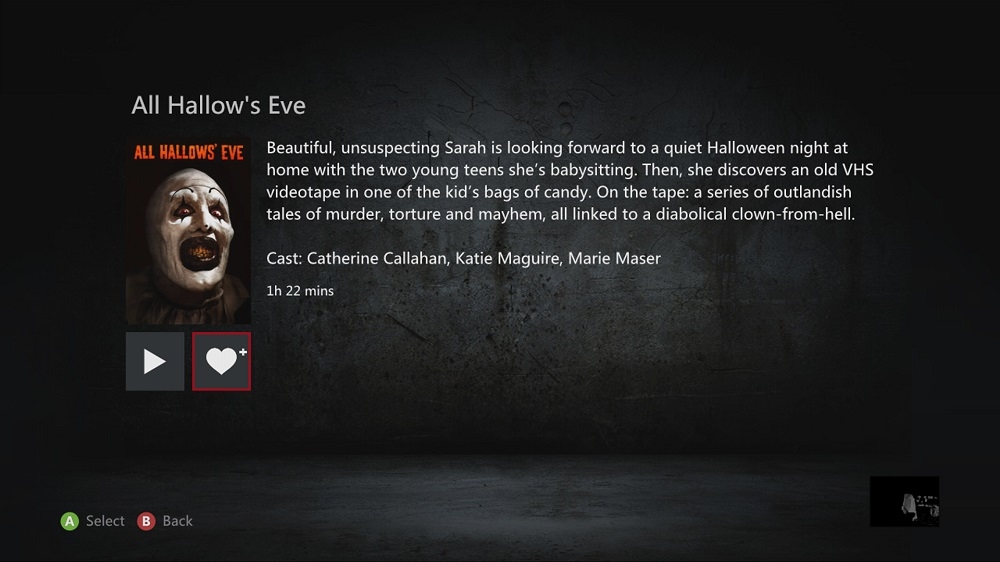 All Hallow's Eve
ALL HALLOWS' EVE
Beautiful, unsuspecting Sarah is looking forward to a quiet Halloween night at
home with the two young teens she's babysitting. Then, she discovers an old VHS
videotape in one of the kid's bags of candy. On the tape: a series of outlandish
tales of murder, torture and mayhem, all linked to a diabolical clown-from-hell.
Cast: Catherine Callahan, Katie Maguire, Marie Maser
1h 22 mins
A Select B Back